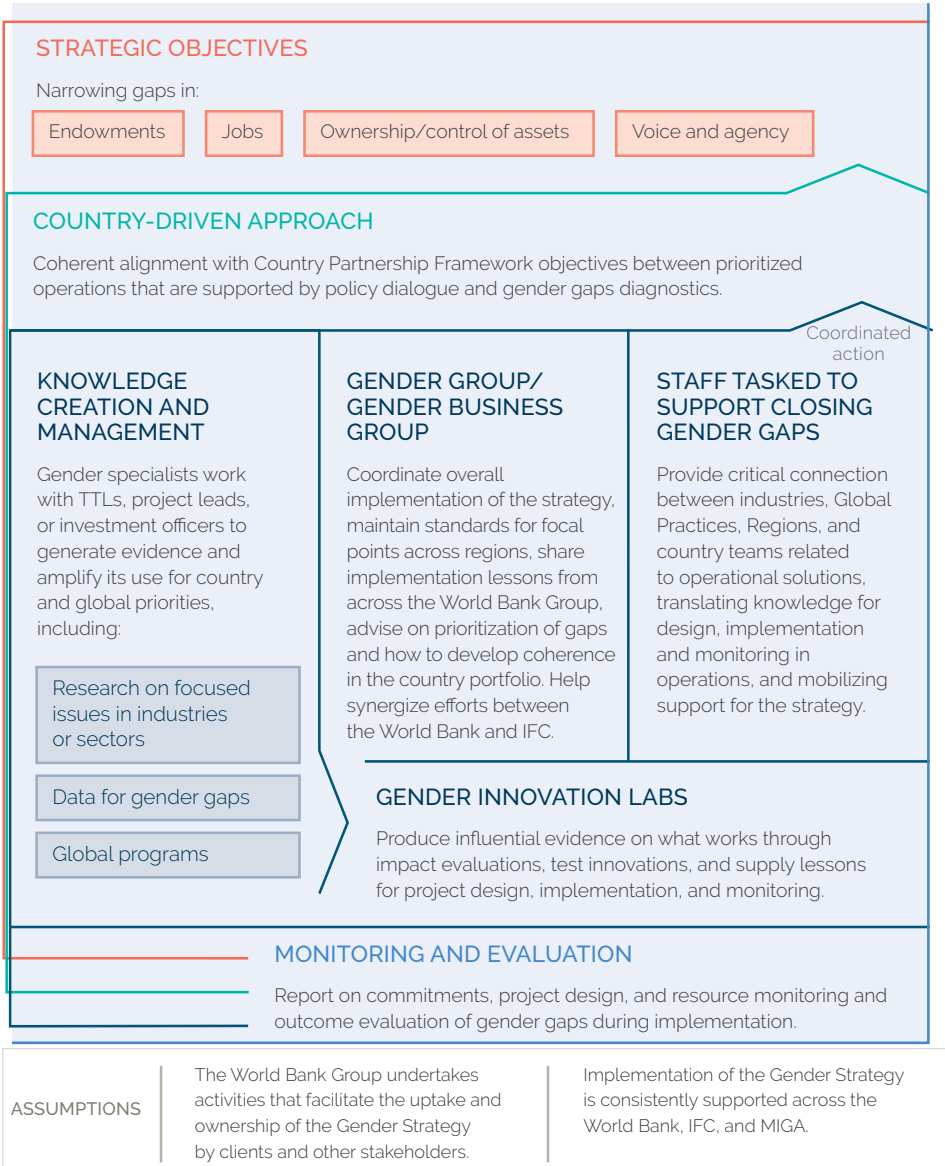 STRATEGIC OBJECTIVES
Narrowing gaps in:
Endowments
Jobs
Ownership/control of assets
Voice and agency
COUNTRY-DRIVEN APPROACH
Coherent alignment with Country Partnership Framework objectives between prioritized
operations that are supported by policy dialogue and gender gaps diagnostics.
Coordinated
action
KNOWLEDGE
CREATION AND
MANAGEMENT
Gender specialists work
with TTLs, project leads,
or investment officers to
generate evidence and
amplify its use for country
and global priorities,
including:
Research on focused
issues in industries
or sectors
Data for gender gaps
Global programs
GENDER GROUP/
GENDER BUSINESS
GROUP
Coordinate overall
implementation of the strategy,
maintain standards for focal
points across regions, share
implementation lessons from
across the World Bank Group,
advise on prioritization of gaps
and how to develop coherence
in the country portfolio. Help
synergize efforts between
the World Bank and IFC.
STAFF TASKED TO
SUPPORT CLOSING
GENDER GAPS
Provide critical connection
between industries, Global
Practices, Regions, and
country teams related
to operational solutions,
translating knowledge for
design, implementation
and monitoring in
operations, and mobilizing
support for the strategy.
GENDER INNOVATION LABS
Produce influential evidence on what works through
impact evaluations, test innovations, and supply lessons
for project design, implementation, and monitoring.
MONITORING AND EVALUATION
Report on commitments, project design, and resource monitoring and
outcome evaluation of gender gaps during implementation.
ASSUMPTIONS
The World Bank Group undertakes
activities that facilitate the uptake and
ownership of the Gender Strategy
by clients and other stakeholders.
Implementation of the Gender Strategy
is consistently supported across the
World Bank, IFC, and MIGA.